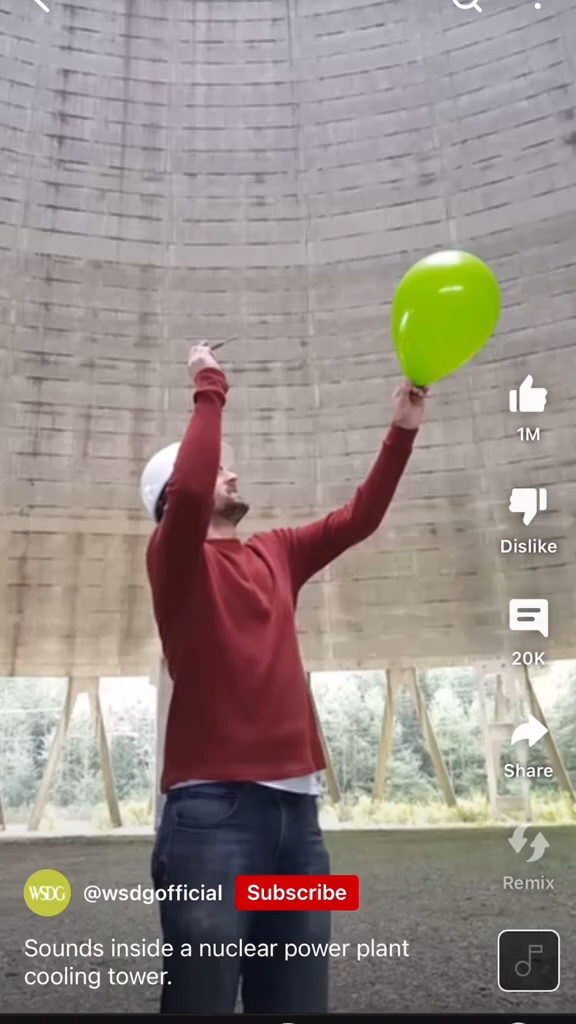 1M
Dislike
20K
Share
Remix
WSDG
@wsdgofficial
Subscribe
Sounds inside a nuclear power plant
cooling tower.